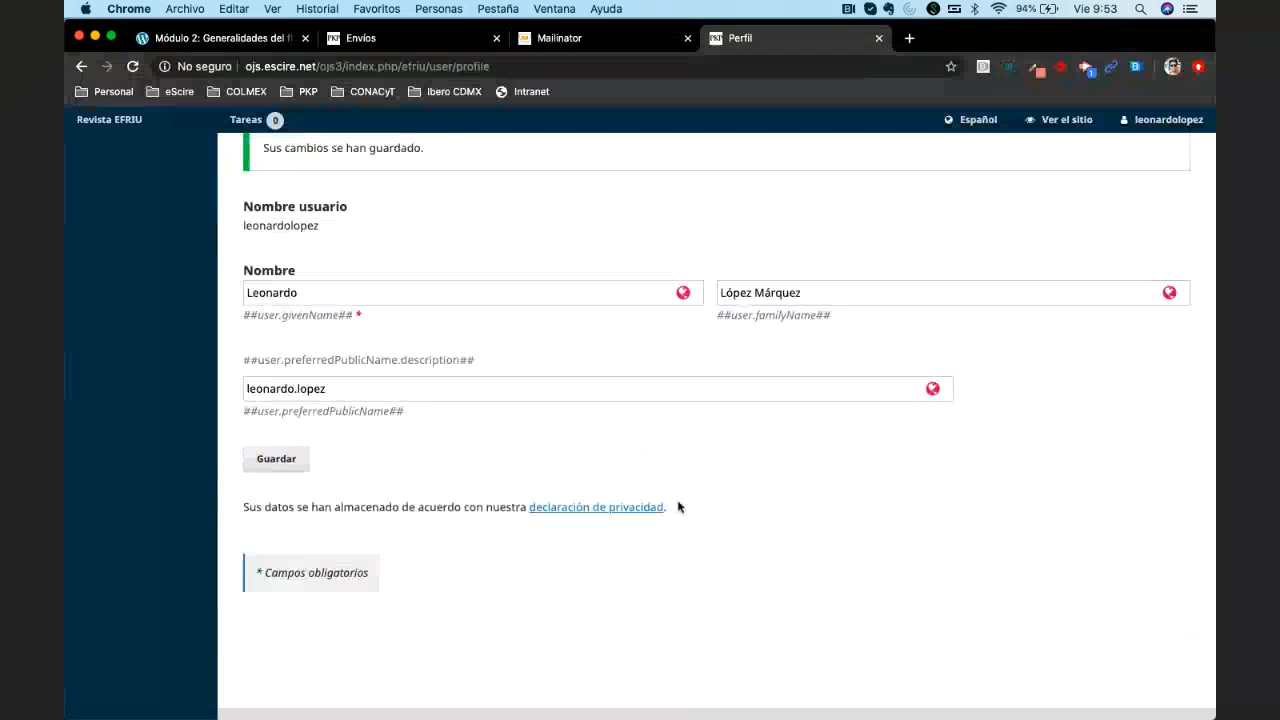 Chrome Archivo Editar Ver Historial Favoritos Personas Pestaña Ventana Ayuda 94% Vie 9:53
Módulo 2: Generalidades del fl PKP Envíos Mailinator PKP Perfil
No seguro ojs.escire.net/ojs3/index.php/efriu/user/profile
Personal eScire COLMEX PKP CONACyT Ibero CDMX Intranet
Revista EFRIU Tareas 0 Español Ver el sitio leonardolopez
Sus cambios se han guardado.
Nombre usuario
leonardolopez
Nombre
Leonardo López Márquez
##user.givenName## * ##user.familyName##
##user.preferredPublicName.description##
leonardo.lopez
##user.preferredPublicName##
Guardar
Sus datos se han almacenado de acuerdo con nuestra declaración de privacidad.
* Campos obligatorios